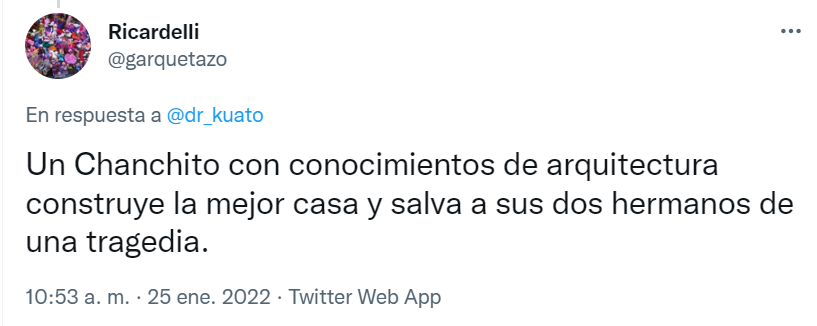 Ricardelli
@garquetazo
En respuesta a @dr_kuato
Un Chanchito con conocimientos de arquitectura
construye la mejor casa y salva a sus dos hermanos de
una tragedia.
10:53 a. m. · 25 ene. 2022 · Twitter Web App